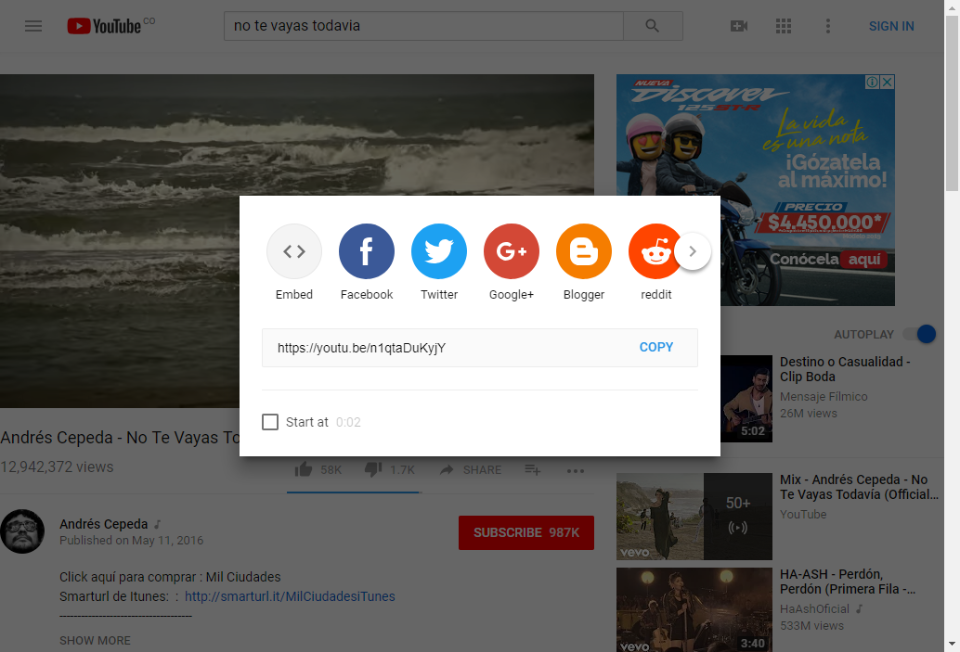 YouTube CO
no te vayas todavia
SIGN IN
NUEVA
Discover
125 ST-R
La vida
es una nota
¡Gózatela
al máximo!
PRECIO
$4.450.000*
Conócela aquí
Embed
Facebook
Twitter
Google+
Blogger
reddit
https://youtu.be/n1qtaDuKyjY
COPY
Start at 0:02
AUTOPLAY
Destino o Casualidad -
Clip Boda
Mensaje Filmico
26M views
5:02
Andrés Cepeda - No Te Vayas To
12,942,372 views
58K
1.7K
SHARE
50+
vevo
Mix - Andrés Cepeda - No
Te Vayas Todavía (Official...
YouTube
Andrés Cepeda
Published on May 11, 2016
SUBSCRIBE 987K
Click aquí para comprar : Mil Ciudades
Smarturl de Itunes: : http://smarturl.it/MilCiudadesiTunes
----------------------------------------
SHOW MORE
HA-ASH - Perdón,
Perdón (Primera Fila -...
HaAshOficial
533M views
vevo
3:40